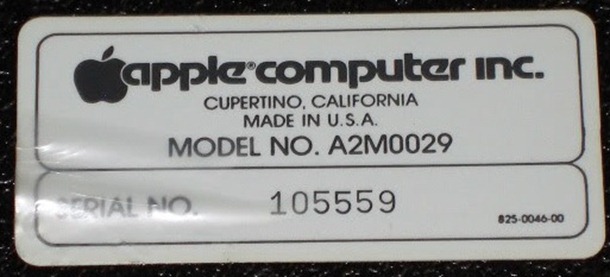 apple computer inc.
CUPERTINO, CALIFORNIA
MADE IN U.S.A.
MODEL NO. A2M0029
SERIAL NO. 105559
825-0046-00